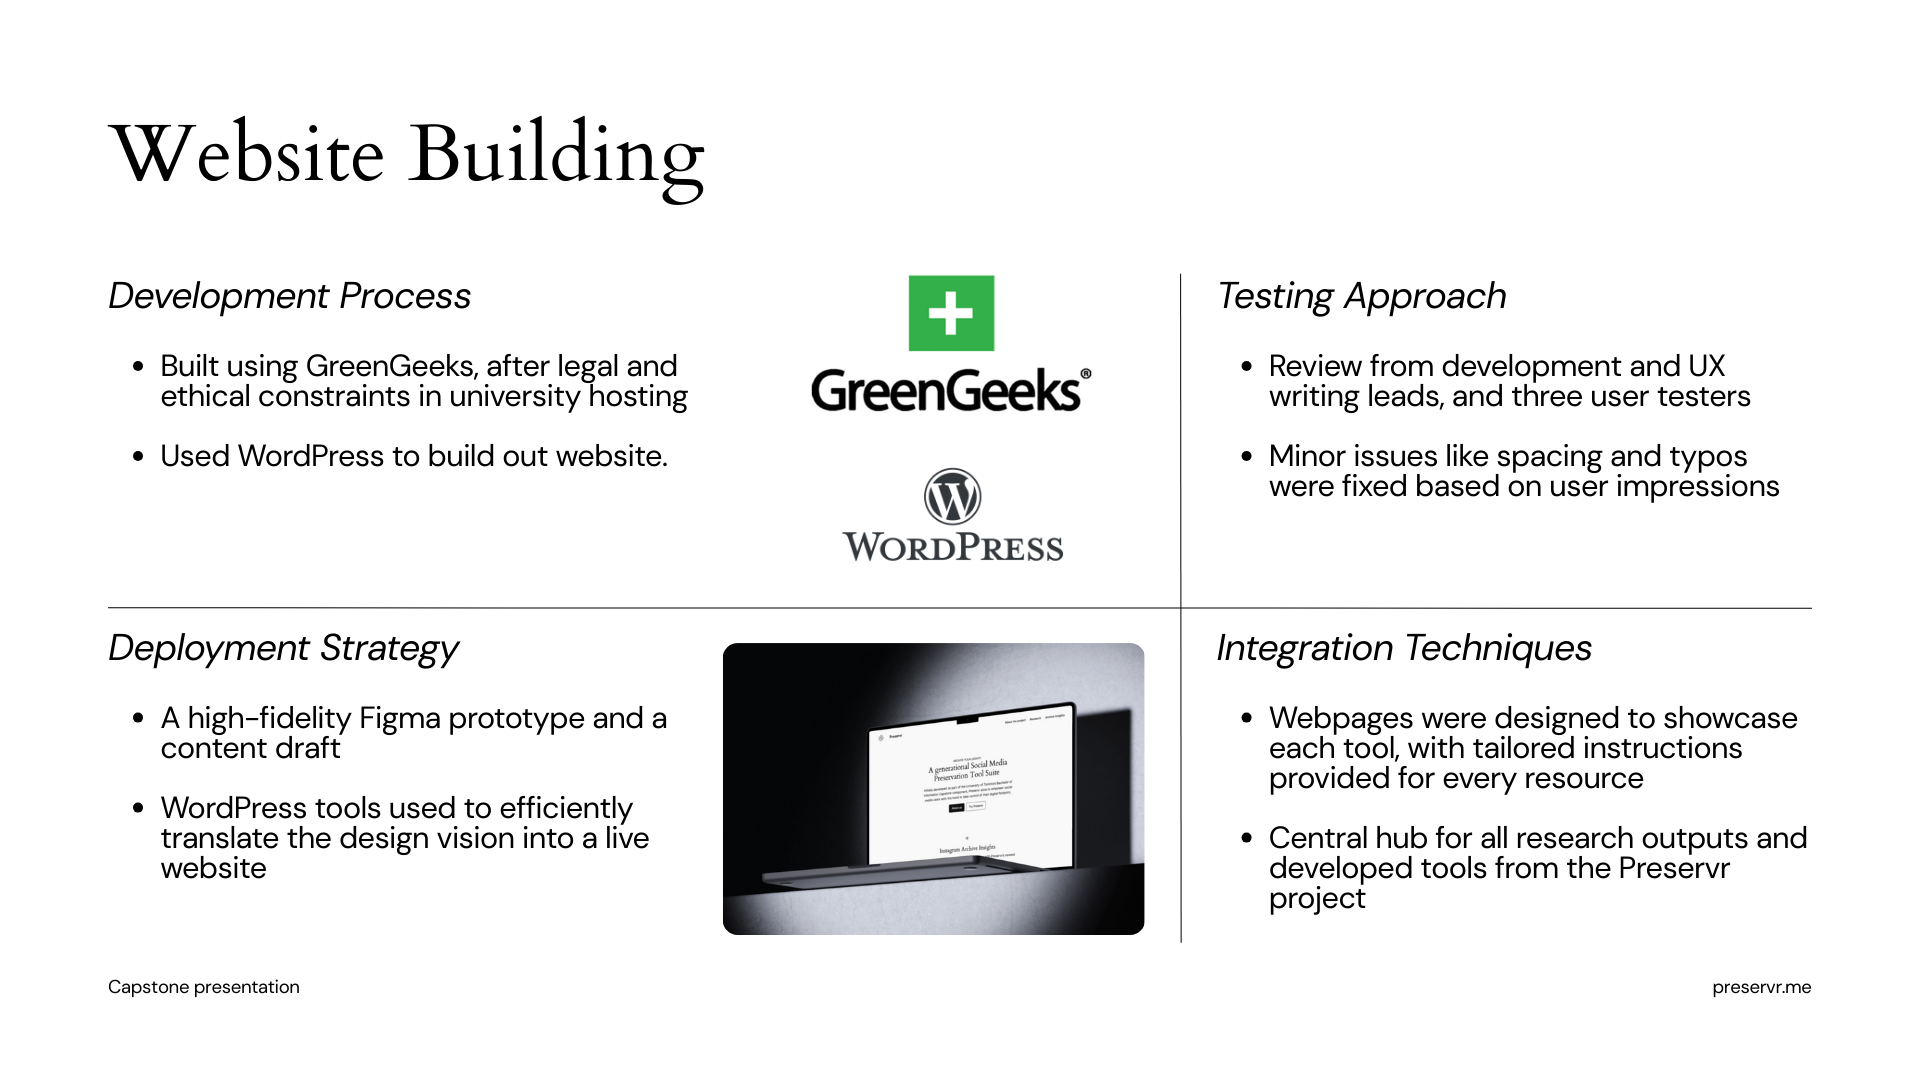 Website Building
Development Process
• Built using GreenGeeks, after legal and
ethical constraints in university hosting
• Used WordPress to build out website.
GreenGeeks®
W
WORDPRESS
Testing Approach
• Review from development and UX
writing leads, and three user testers
• Minor issues like spacing and typos
were fixed based on user impressions
Deployment Strategy
• A high-fidelity Figma prototype and a
content draft
• WordPress tools used to efficiently
translate the design vision into a live
website
Preservr
A generational Social Media
Preservation Tool Suite
Instagram Archive Insights
Integration Techniques
• Webpages were designed to showcase
each tool, with tailored instructions
provided for every resource
• Central hub for all research outputs and
developed tools from the Preservr
project
Capstone presentation
preservr.me